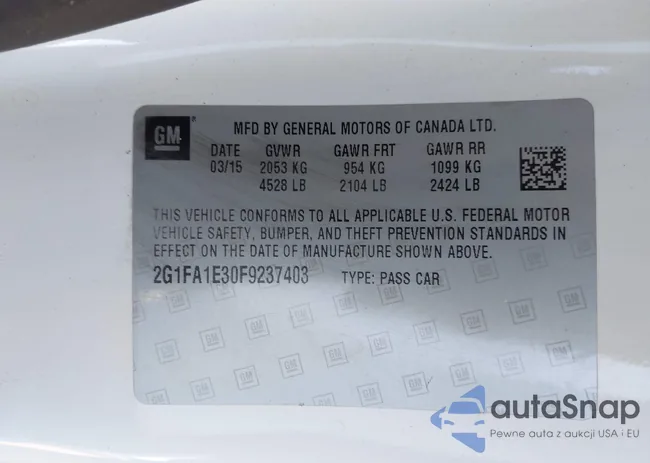 GM
MFD BY GENERAL MOTORS OF CANADA LTD.
DATE GVWR GAWR FRT GAWR RR
03/15 2053 KG 954 KG 1099 KG
4528 LB 2104 LB 2424 LB
THIS VEHICLE CONFORMS TO ALL APPLICABLE U.S. FEDERAL MOTOR
VEHICLE SAFETY, BUMPER, AND THEFT PREVENTION STANDARDS IN
EFFECT ON THE DATE OF MANUFACTURE SHOWN ABOVE.
2G1FA1E30F9237403 TYPE: PASS CAR
autoSnap
Pewne auta z aukcji USA i EU